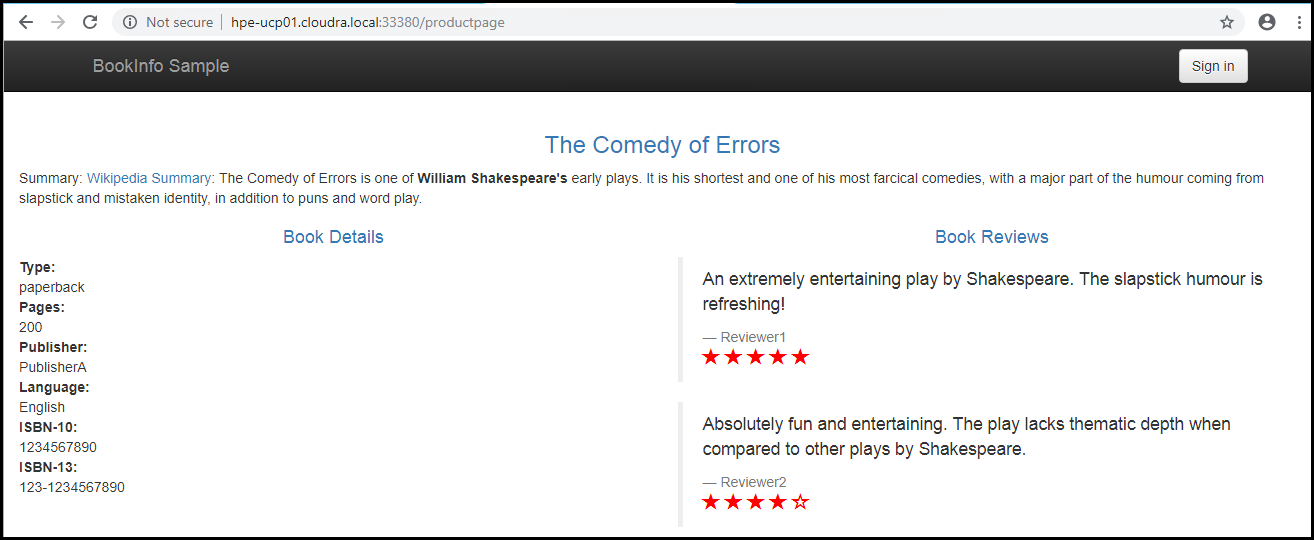 Not secure | hpe-ucp01.cloudra.local:33380/productpage
BookInfo Sample
Sign in
The Comedy of Errors
Summary: Wikipedia Summary: The Comedy of Errors is one of William Shakespeare's early plays. It is his shortest and one of his most farcical comedies, with a major part of the humour coming from
slapstick and mistaken identity, in addition to puns and word play.
Book Details
Type:
paperback
Pages:
200
Publisher:
PublisherA
Language:
English
ISBN-10:
1234567890
ISBN-13:
123-1234567890
Book Reviews
An extremely entertaining play by Shakespeare. The slapstick humour is
refreshing!
— Reviewer1
Absolutely fun and entertaining. The play lacks thematic depth when
compared to other plays by Shakespeare.
— Reviewer2